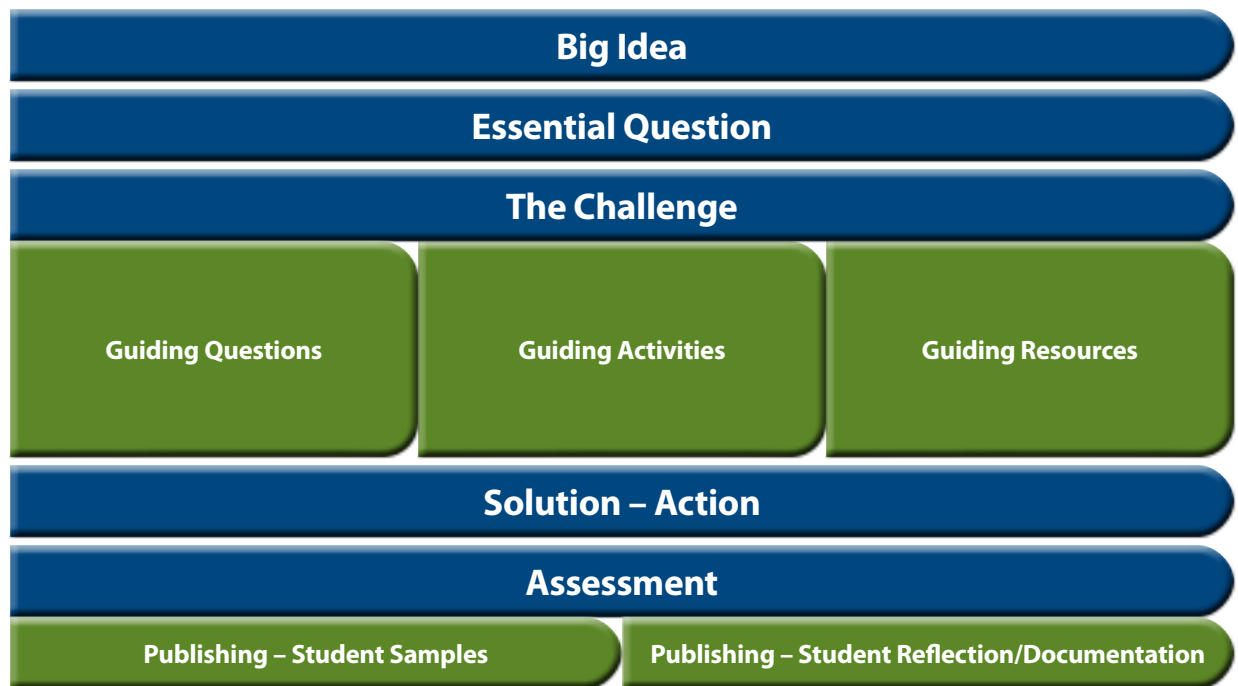 Big Idea
Essential Question
The Challenge
Guiding Questions
Guiding Activities
Guiding Resources
Solution – Action
Assessment
Publishing – Student Samples
Publishing – Student Reflection/Documentation